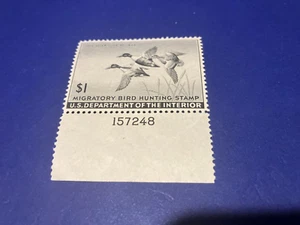 $1
MIGRATORY BIRD HUNTING STAMP
U.S. DEPARTMENT OF THE INTERIOR
157248